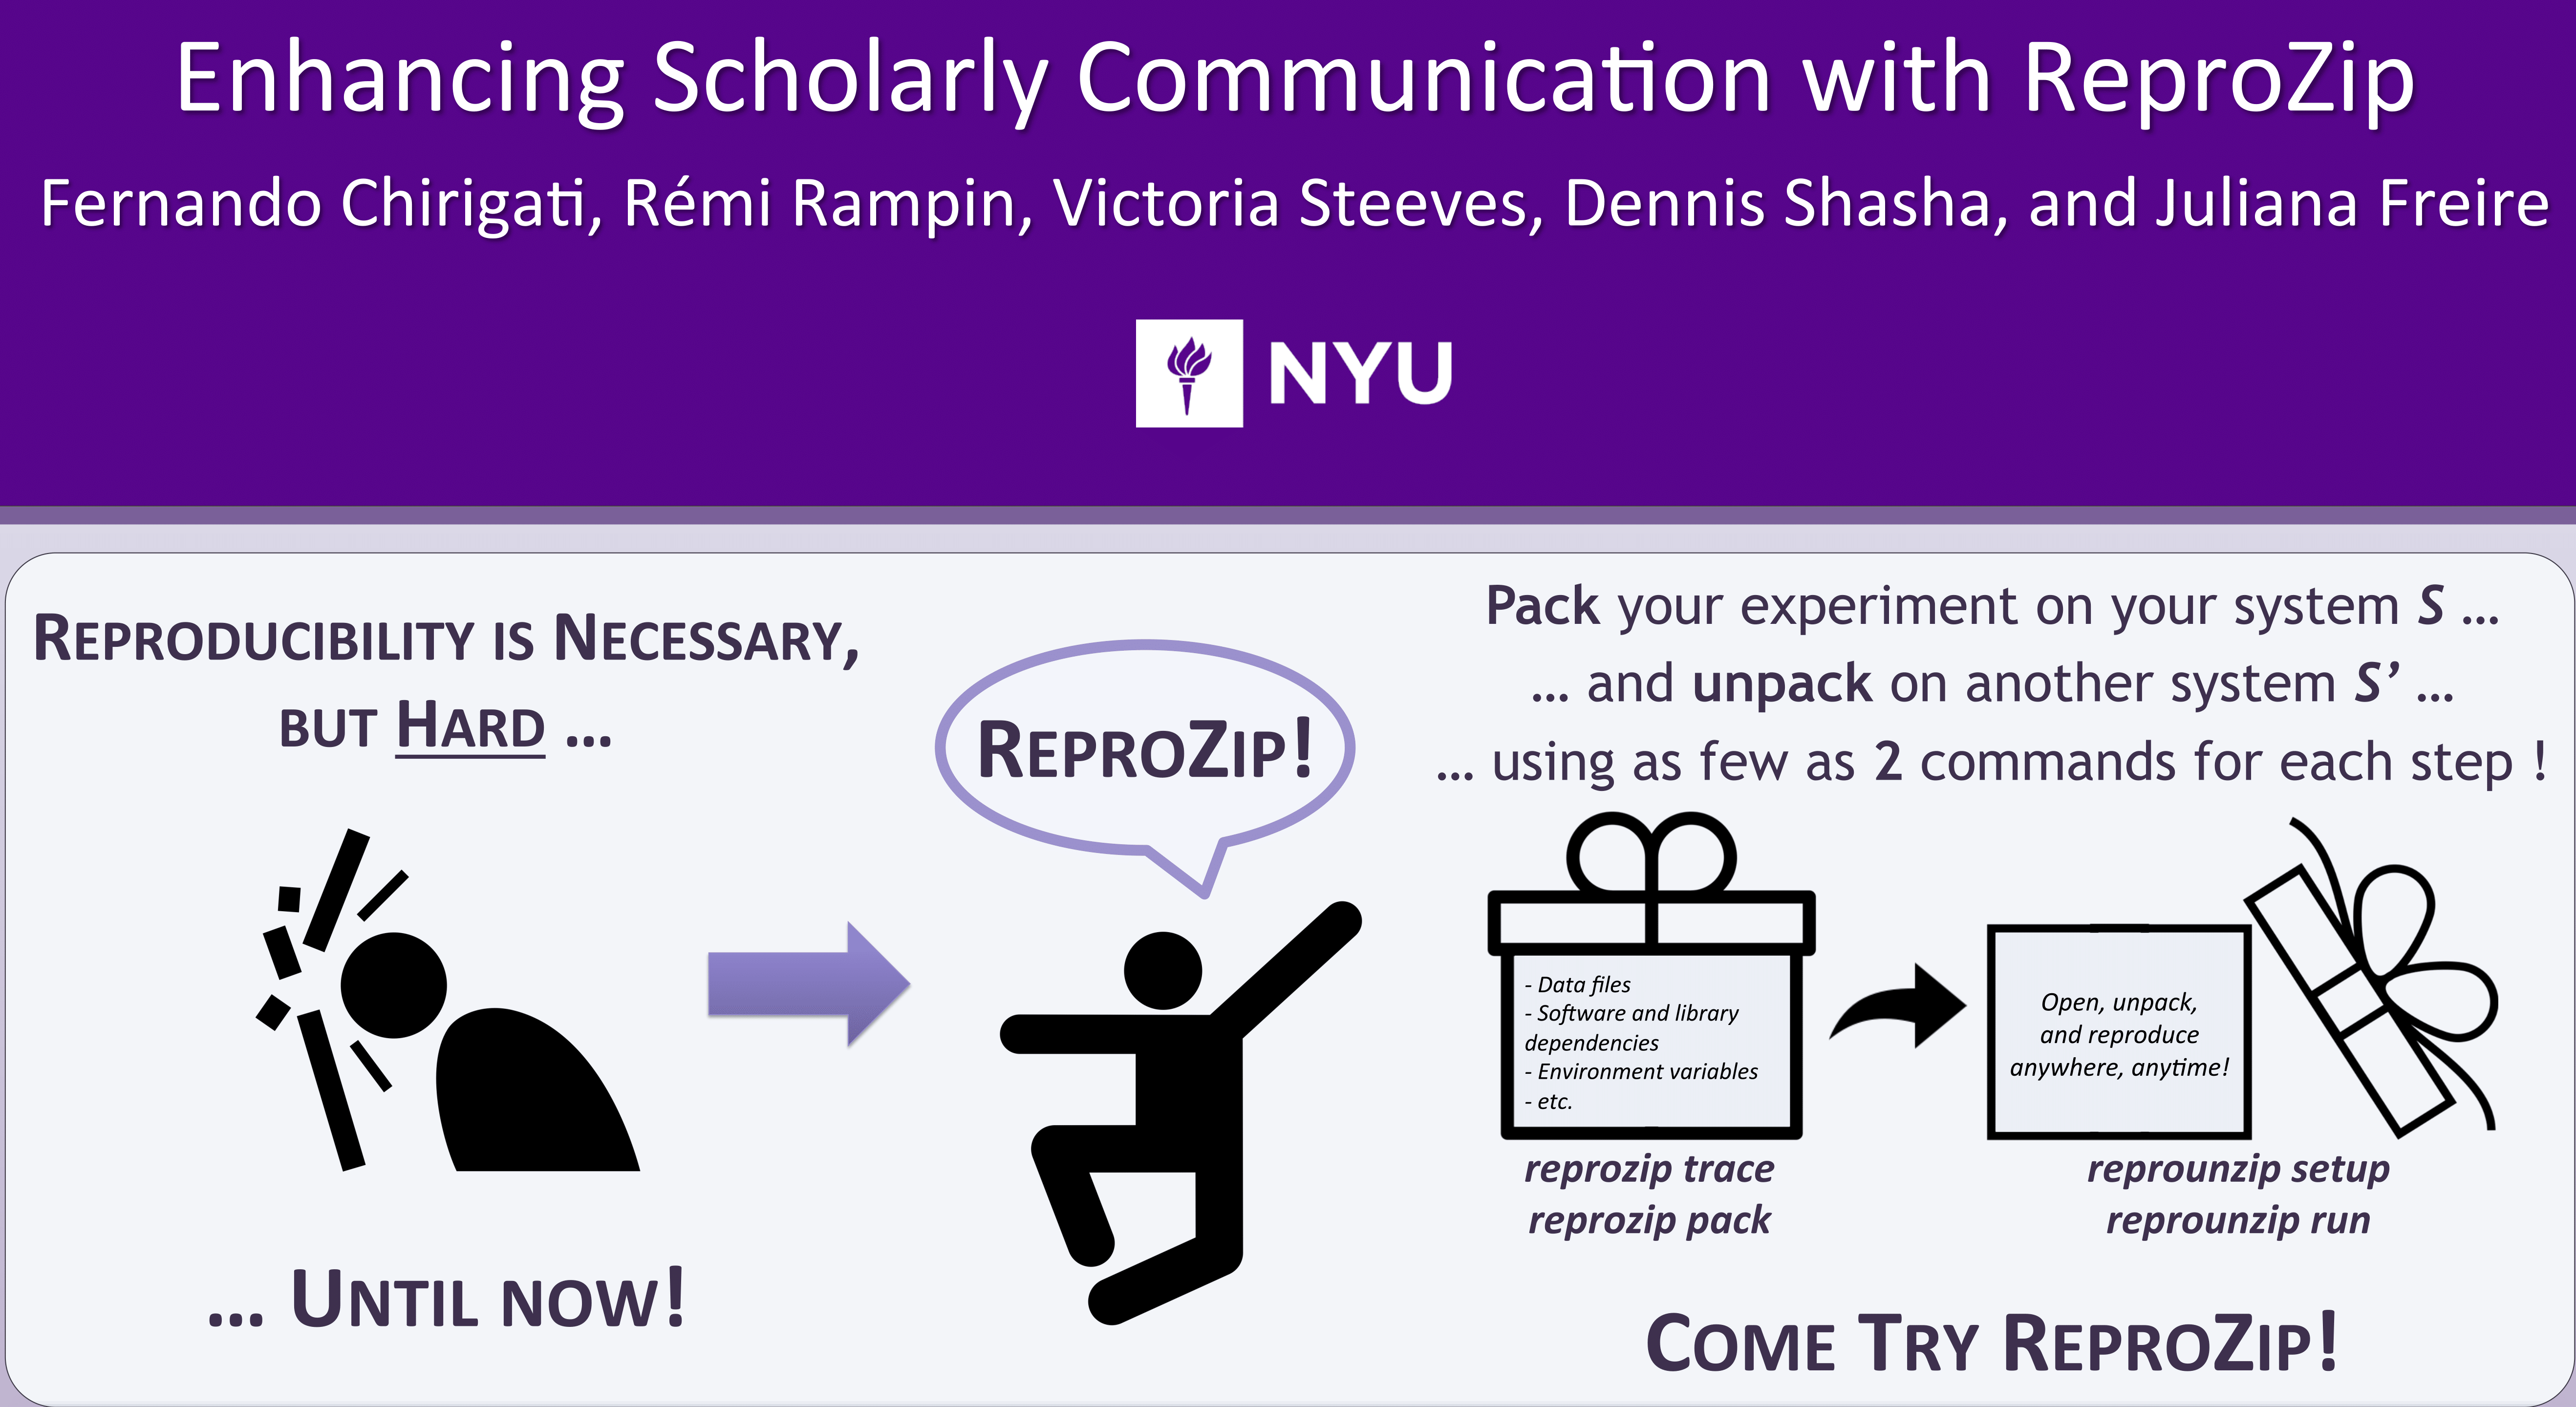 Enhancing Scholarly Communication with ReproZip
Fernando Chirigati, Rémi Rampin, Victoria Steeves, Dennis Shasha, and Juliana Freire
NYU
REPRODUCIBILITY IS NECESSARY,
BUT HARD ...
... UNTIL NOW!
REPROZIP!
Pack your experiment on your system S ...
... and unpack on another system S’ ...
... using as few as 2 commands for each step !
- Data files
- Software and library
dependencies
- Environment variables
- etc.
reprozip trace
reprozip pack
Open, unpack,
and reproduce
anywhere, anytime!
reprounzip setup
reprounzip run
COME TRY REPROZIP!